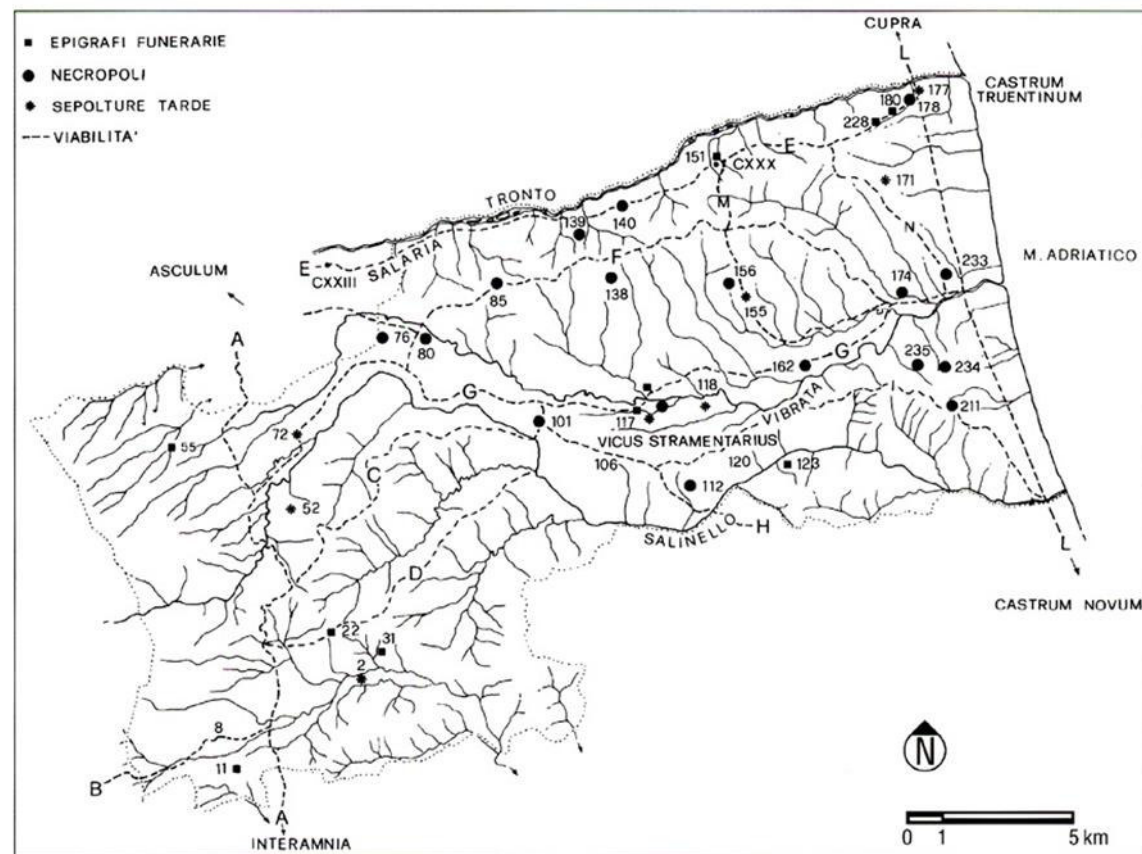 EPIGRAFI FUNERARIE
NECROPOLI
SEPOLTURE TARDE
VIABILITA'
CUPRA
L
CASTRUM
TRUENTINUM
177
180
178
228
151
CXXX
E
171
TRONTO
M
140
139
N
SALARIA
E
CXXIII
F
M. ADRIATICO
ASCULUM
233
156
174
85
138
155
A
76
80
162
G
235
234
G
118
I
211
117
VIBRATA
101
VICUS STRAMENTARIUS
72
55
C
106
120
123
112
52
SALINELLO
H
L
D
CASTRUM NOVUM
22
31
2
8
11
B
A
INTERAMNIA
N
0 1 5 km